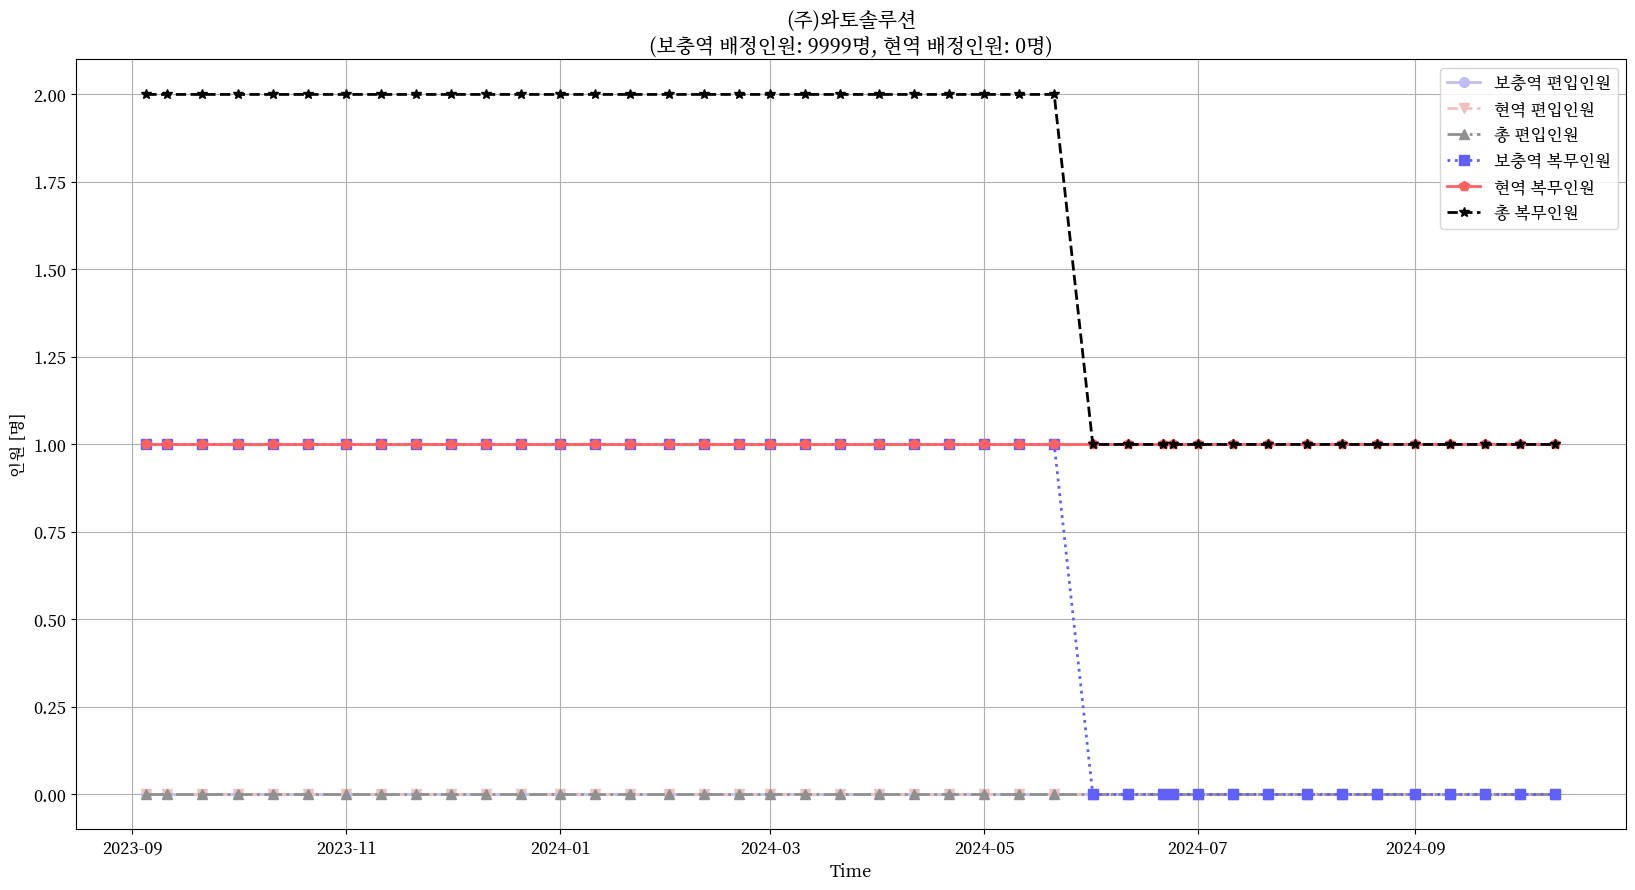 (주)와토솔루션
(보충역 배정인원: 9999명, 현역 배정인원: 0명)
보충역 편입인원
현역 편입인원
총 편입인원
보충역 복무인원
현역 복무인원
총 복무인원
인원 [명]
2.00
1.75
1.50
1.25
1.00
0.75
0.50
0.25
0.00
2023-09
2023-11
2024-01
2024-03
2024-05
2024-07
2024-09
Time